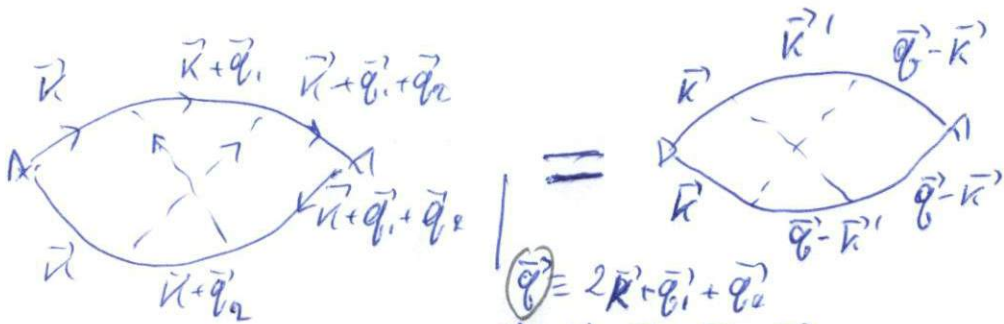 k⃗ k⃗+q⃗₁ k⃗+q⃗₁+q⃗₂
k⃗ k⃗+q⃗₂ k⃗+q⃗₁+q⃗₂
=
k⃗ k⃗' q⃗-k⃗
k⃗ q⃗-k⃗' q⃗-k⃗
q⃗ ≡ 2k⃗+q⃗₁+q⃗₂